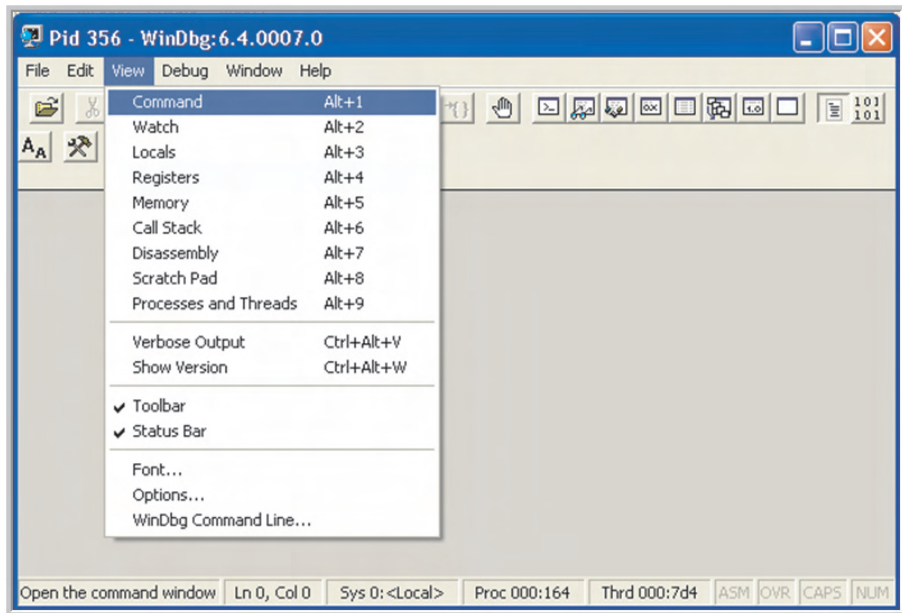 Pid 356 - WinDbg:6.4.0007.0
File Edit View Debug Window Help
101
101
AA
Command Alt+1
Watch Alt+2
Locals Alt+3
Registers Alt+4
Memory Alt+5
Call Stack Alt+6
Disassembly Alt+7
Scratch Pad Alt+8
Processes and Threads Alt+9
Verbose Output Ctrl+Alt+V
Show Version Ctrl+Alt+W
Toolbar
Status Bar
Font...
Options...
WinDbg Command Line...
Open the command window Ln 0, Col 0 Sys 0:<Local> Proc 000:164 Thrd 000:7d4 ASM OVR CAPS NUM